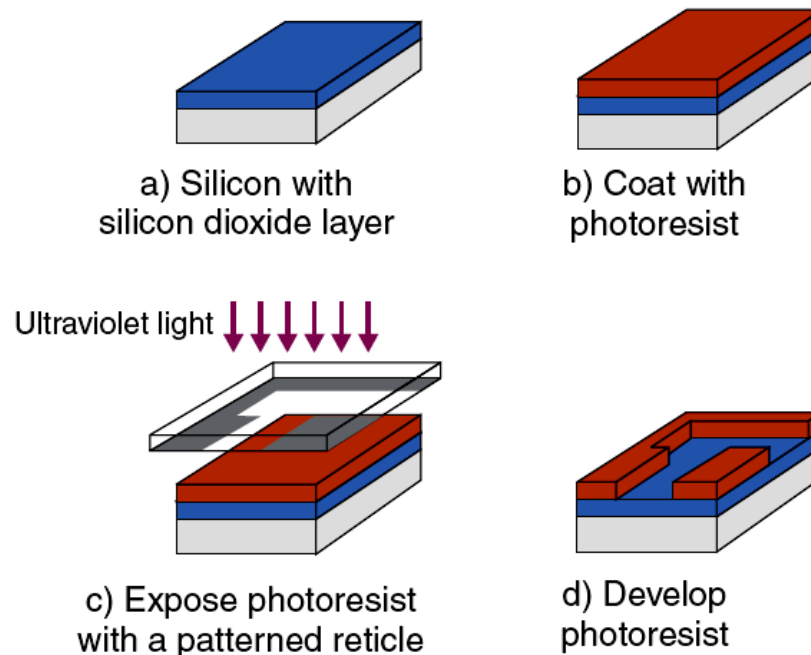 a) Silicon with
silicon dioxide layer
b) Coat with
photoresist
Ultraviolet light
c) Expose photoresist
with a patterned reticle
d) Develop
photoresist